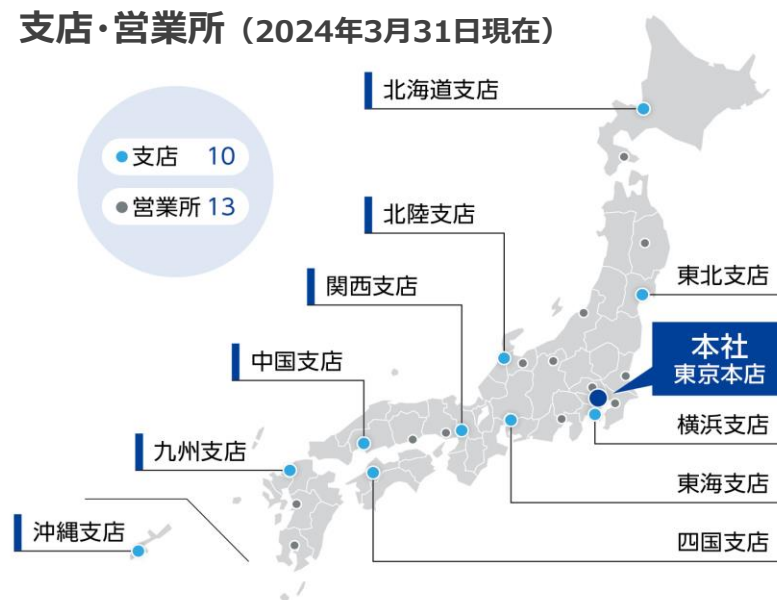 支店･営業所（2024年3月31日現在）
支店 10
営業所 13
北海道支店
北陸支店
関西支店
中国支店
九州支店
沖縄支店
東北支店
本社
東京本店
横浜支店
東海支店
四国支店